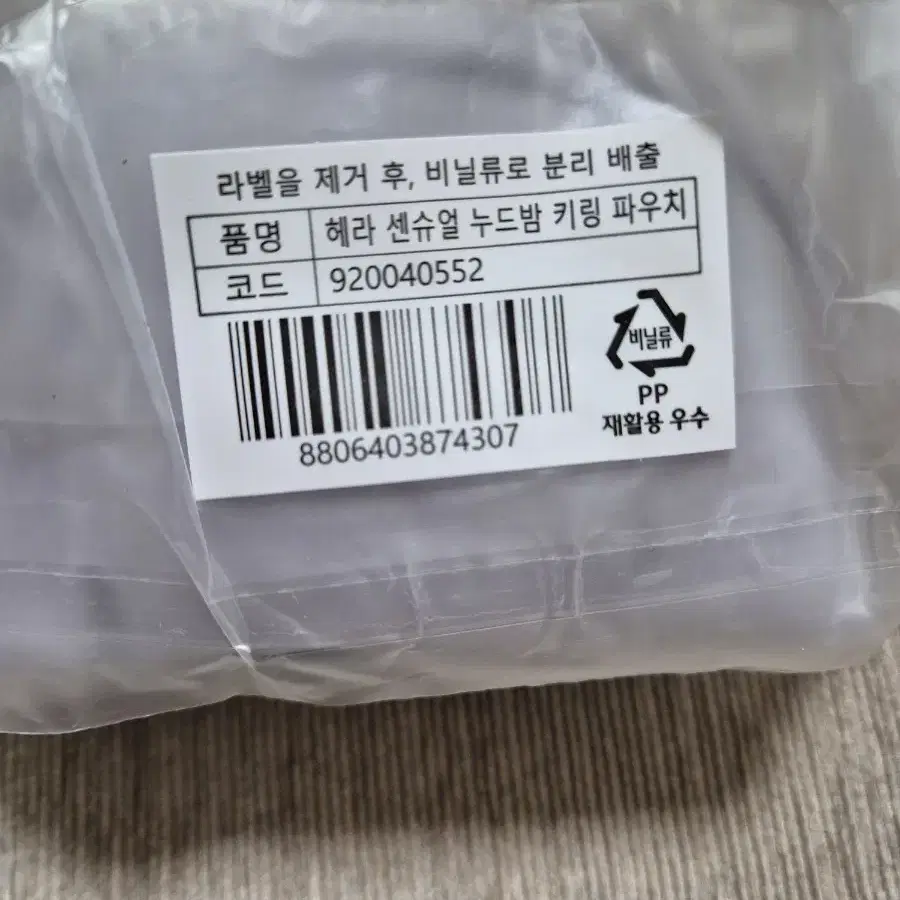 라벨을 제거 후, 비닐류로 분리 배출
품명 헤라 센슈얼 누드밤 키링 파우치
코드 920040552
8806403874307
비닐류
PP
재활용 우수